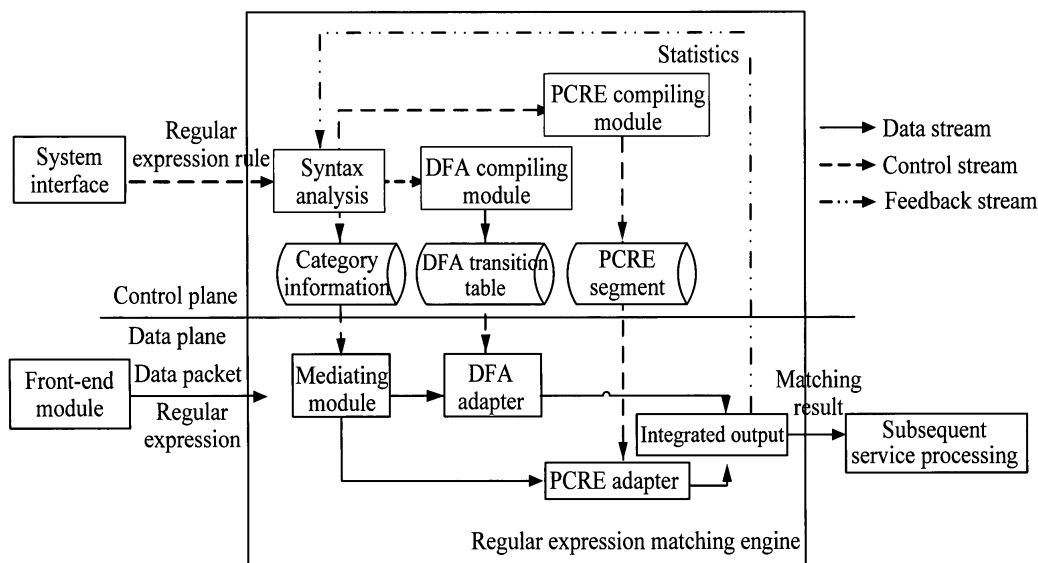 Statistics
PCRE compiling
module
Data stream
Control stream
Feedback stream
System
interface
Regular
expression rule
Syntax
analysis
DFA compiling
module
Category
information
DFA transition
table
PCRE
segment
Control plane
Data plane
Front-end
module
Data packet
Regular
expression
Mediating
module
DFA
adapter
Matching
result
Integrated output
Subsequent
service processing
PCRE adapter
Regular expression matching engine